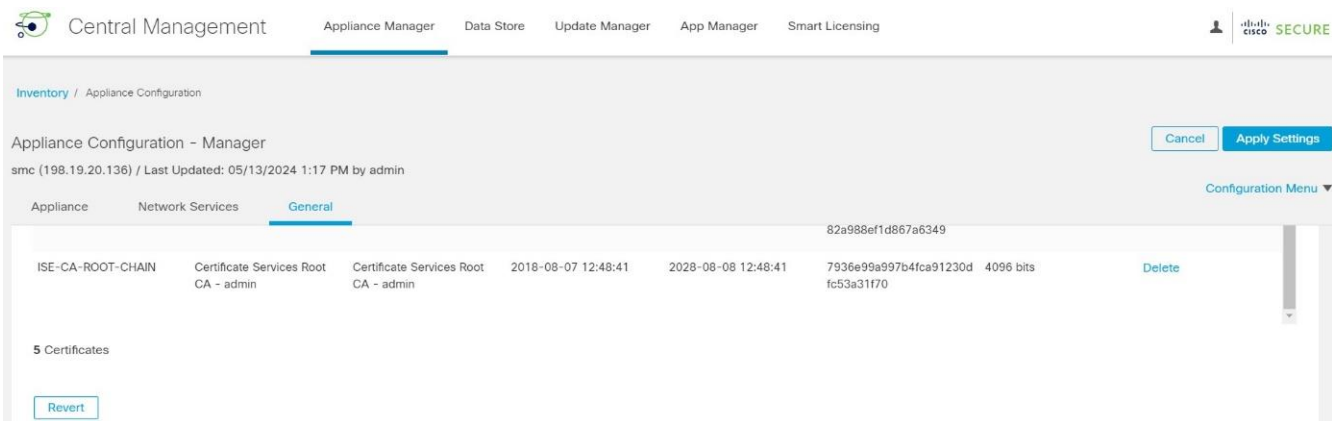 Central Management Appliance Manager Data Store Update Manager App Manager Smart Licensing cisco SECURE
Inventory / Appliance Configuration
Appliance Configuration - Manager Cancel Apply Settings
smc (198.19.20.136) / Last Updated: 05/13/2024 1:17 PM by admin
Configuration Menu
Appliance Network Services General
82a988ef1d867a6349
ISE-CA-ROOT-CHAIN Certificate Services Root Certificate Services Root 2018-08-07 12:48:41 2028-08-08 12:48:41 7936e99a997b4fca91230d 4096 bits Delete
CA - admin CA - admin fc53a31f70
5 Certificates
Revert